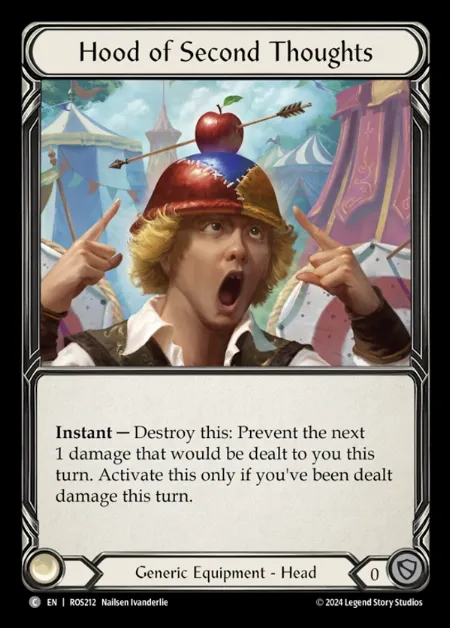 Hood of Second Thoughts
Instant — Destroy this: Prevent the next
1 damage that would be dealt to you this
turn. Activate this only if you've been dealt
damage this turn.
Generic Equipment - Head
0
C EN | ROS212 Nailsen Ivanderlie
© 2024 Legend Story Studios